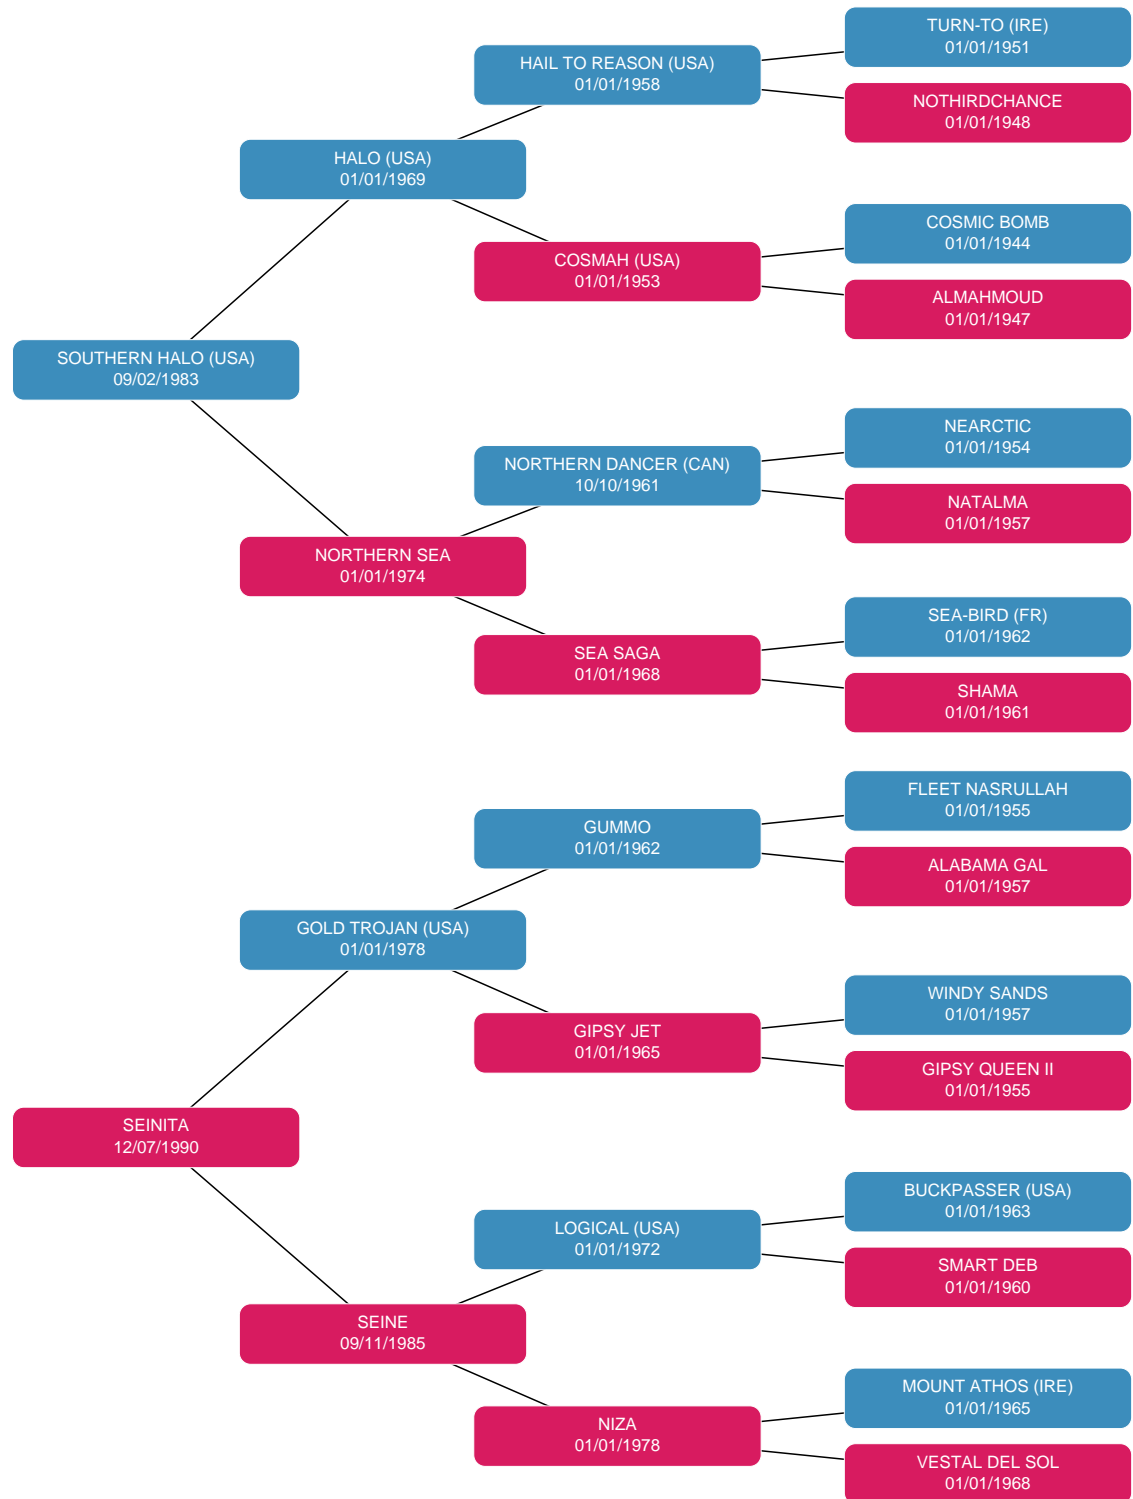 TURN-TO (IRE)
01/01/1951
HAIL TO REASON (USA)
01/01/1958
NOTHIRDCHANCE
01/01/1948
HALO (USA)
01/01/1969
COSMIC BOMB
01/01/1944
COSMAH (USA)
01/01/1953
ALMAHMOUD
01/01/1947
SOUTHERN HALO (USA)
09/02/1983
NEARCTIC
01/01/1954
NORTHERN DANCER (CAN)
10/10/1961
NATALMA
01/01/1957
NORTHERN SEA
01/01/1974
SEA-BIRD (FR)
01/01/1962
SEA SAGA
01/01/1968
SHAMA
01/01/1961
FLEET NASRULLAH
01/01/1955
GUMMO
01/01/1962
ALABAMA GAL
01/01/1957
GOLD TROJAN (USA)
01/01/1978
WINDY SANDS
01/01/1957
GIPSY JET
01/01/1965
GIPSY QUEEN II
01/01/1955
SEINITA
12/07/1990
BUCKPASSER (USA)
01/01/1963
LOGICAL (USA)
01/01/1972
SMART DEB
01/01/1960
SEINE
09/11/1985
MOUNT ATHOS (IRE)
01/01/1965
NIZA
01/01/1978
VESTAL DEL SOL
01/01/1968